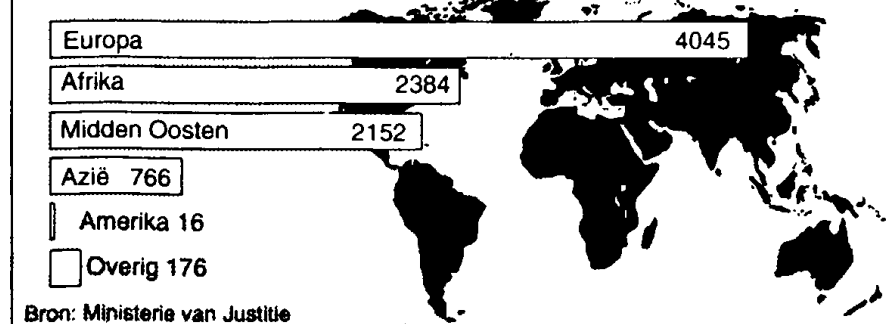 Europa 4045
Afrika 2384
Midden Oosten 2152
Azië 766
Amerika 16
Overig 176
Bron: Ministerie van Justitie